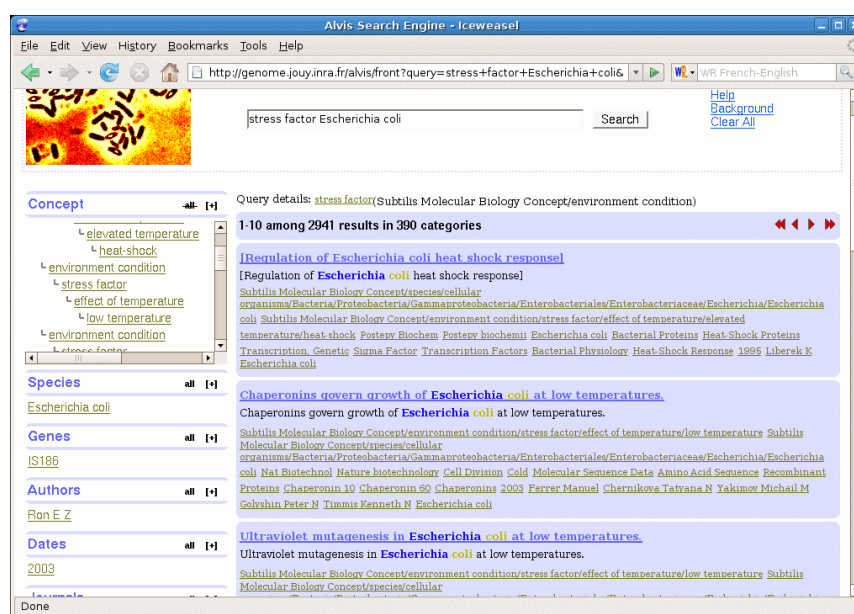 Alvis Search Engine - Iceweasel
File Edit View History Bookmarks Tools Help
http://genome.jouy.inra.fr/alvis/front?query=stress+factor+Escherichia+coli& WR French-English
stress factor Escherichia coli Search
Help
Background
Clear All
Concept all [+]
elevated temperature
heat-shock
environment condition
stress factor
effect of temperature
low temperature
environment condition
stress factor
Species all [+]
Escherichia coli
Genes all [+]
IS186
Authors all [+]
Ron E Z
Dates all [+]
2003
Journals
Query details: stress factor(Subtilis Molecular Biology Concept/environment condition)
1-10 among 2941 results in 390 categories
[Regulation of Escherichia coli heat shock response]
[Regulation of Escherichia coli heat shock response]
Subtilis Molecular Biology Concept/species/cellular
organisms/Bacteria/Proteobacteria/Gammaproteobacteria/Enterobacteriales/Enterobacteriaceae/Escherichia/Escherichia
coli Subtilis Molecular Biology Concept/environment condition/stress factor/effect of temperature/elevated
temperature/heat-shock Postepy Biochem Postepy biochemii Escherichia coli Bacterial Proteins Heat-Shock Proteins
Transcription, Genetic Sigma Factor Transcription Factors Bacterial Physiology Heat-Shock Response 1995 Liberek K
Escherichia coli
Chaperonins govern growth of Escherichia coli at low temperatures.
Chaperonins govern growth of Escherichia coli at low temperatures.
Subtilis Molecular Biology Concept/environment condition/stress factor/effect of temperature/low temperature Subtilis
Molecular Biology Concept/species/cellular
organisms/Bacteria/Proteobacteria/Gammaproteobacteria/Enterobacteriales/Enterobacteriaceae/Escherichia/Escherichia
coli Nat Biotechnol Nature biotechnology Cell Division Cold Molecular Sequence Data Amino Acid Sequence Recombinant
Proteins Chaperonin 10 Chaperonin 60 Chaperonins 2003 Ferrer Manuel Chernikova Tatyana N Yakimov Michail M
Golyshin Peter N Timmis Kenneth N Escherichia coli
Ultraviolet mutagenesis in Escherichia coli at low temperatures.
Ultraviolet mutagenesis in Escherichia coli at low temperatures.
Subtilis Molecular Biology Concept/environment condition/stress factor/effect of temperature/low temperature Subtilis
Molecular Biology Concept/species/cellular
Done